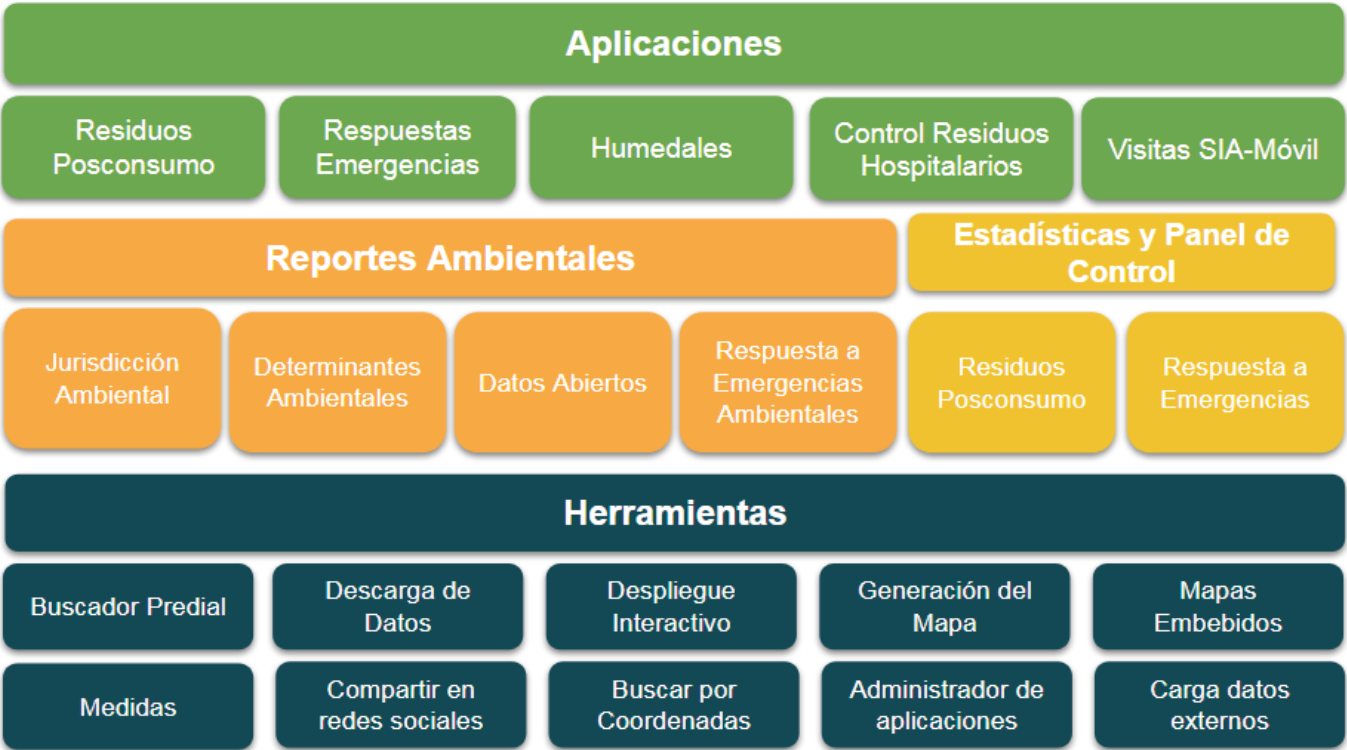 Aplicaciones
Residuos
Posconsumo
Respuestas
Emergencias
Humedales
Control Residuos
Hospitalarios
Visitas SIA-Móvil
Reportes Ambientales
Estadísticas y Panel de
Control
Jurisdicción
Ambiental
Determinantes
Ambientales
Datos Abiertos
Respuesta a
Emergencias
Ambientales
Residuos
Posconsumo
Respuesta a
Emergencias
Herramientas
Buscador Predial
Descarga de
Datos
Despliegue
Interactivo
Generación del
Mapa
Mapas
Embebidos
Medidas
Compartir en
redes sociales
Buscar por
Coordenadas
Administrador de
aplicaciones
Carga datos
externos